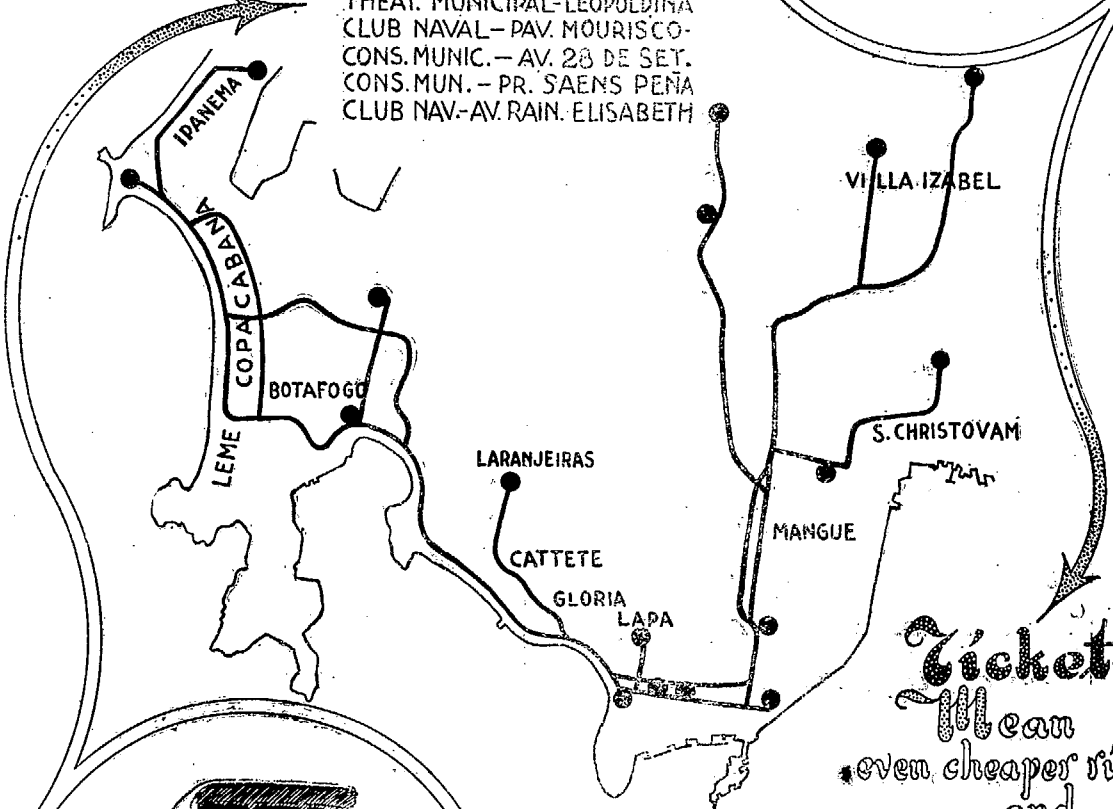 THEAT. MUNICIPAL-LEOPOLDINA
CLUB NAVAL-PAV. MOURISCO-
CONS. MUNIC.-AV. 28 DE SET.
CONS. MUN.-PR. SAENS PEÑA
CLUB NAV.-AV. RAIN. ELISABETH
IPANEMA
VILLA IZABEL
COPACABANA
BOTAFOGO
LEME
S. CHRISTOVAM
LARANJEIRAS
MANGUE
CATTETE
GLORIA
LAPA
Ticket
Mean
even cheaper ri
and